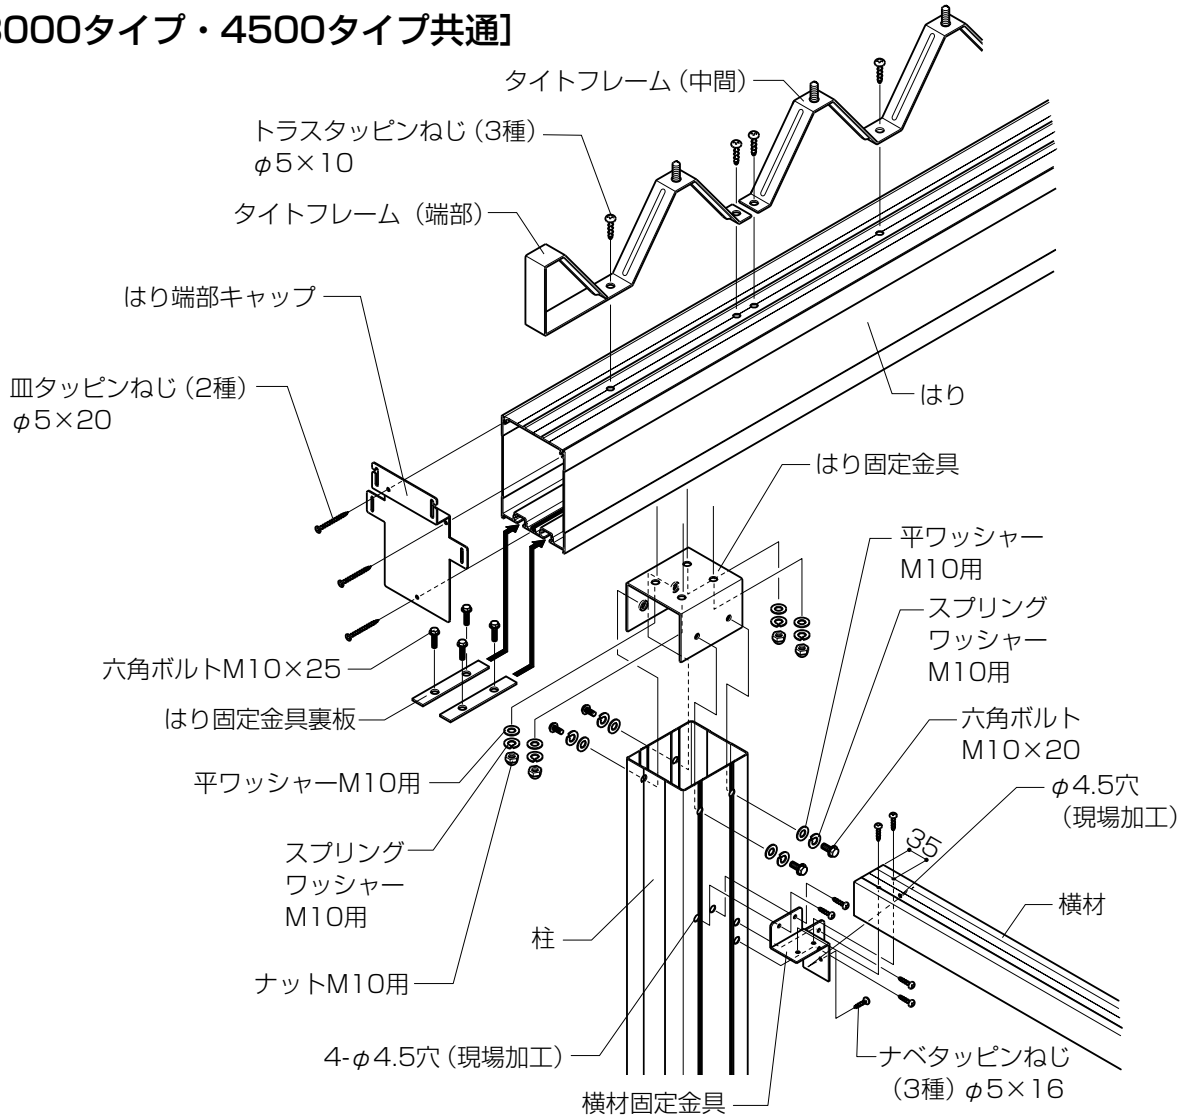 000タイプ・4500タイプ共通]
タイトフレーム（中間）
トラスタッピンねじ（3種）
φ5×10
タイトフレーム（端部）
はり端部キャップ
皿タッピンねじ（2種）
φ5×20
はり
はり固定金具
平ワッシャー
M10用
スプリング
ワッシャー
M10用
六角ボルトM10×25
はり固定金具裏板
六角ボルト
M10×20
平ワッシャーM10用
φ4.5穴
（現場加工）
35
スプリング
ワッシャー
M10用
横材
柱
ナットM10用
4-φ4.5穴（現場加工）
ナベタッピンねじ
（3種）φ5×16
横材固定金具